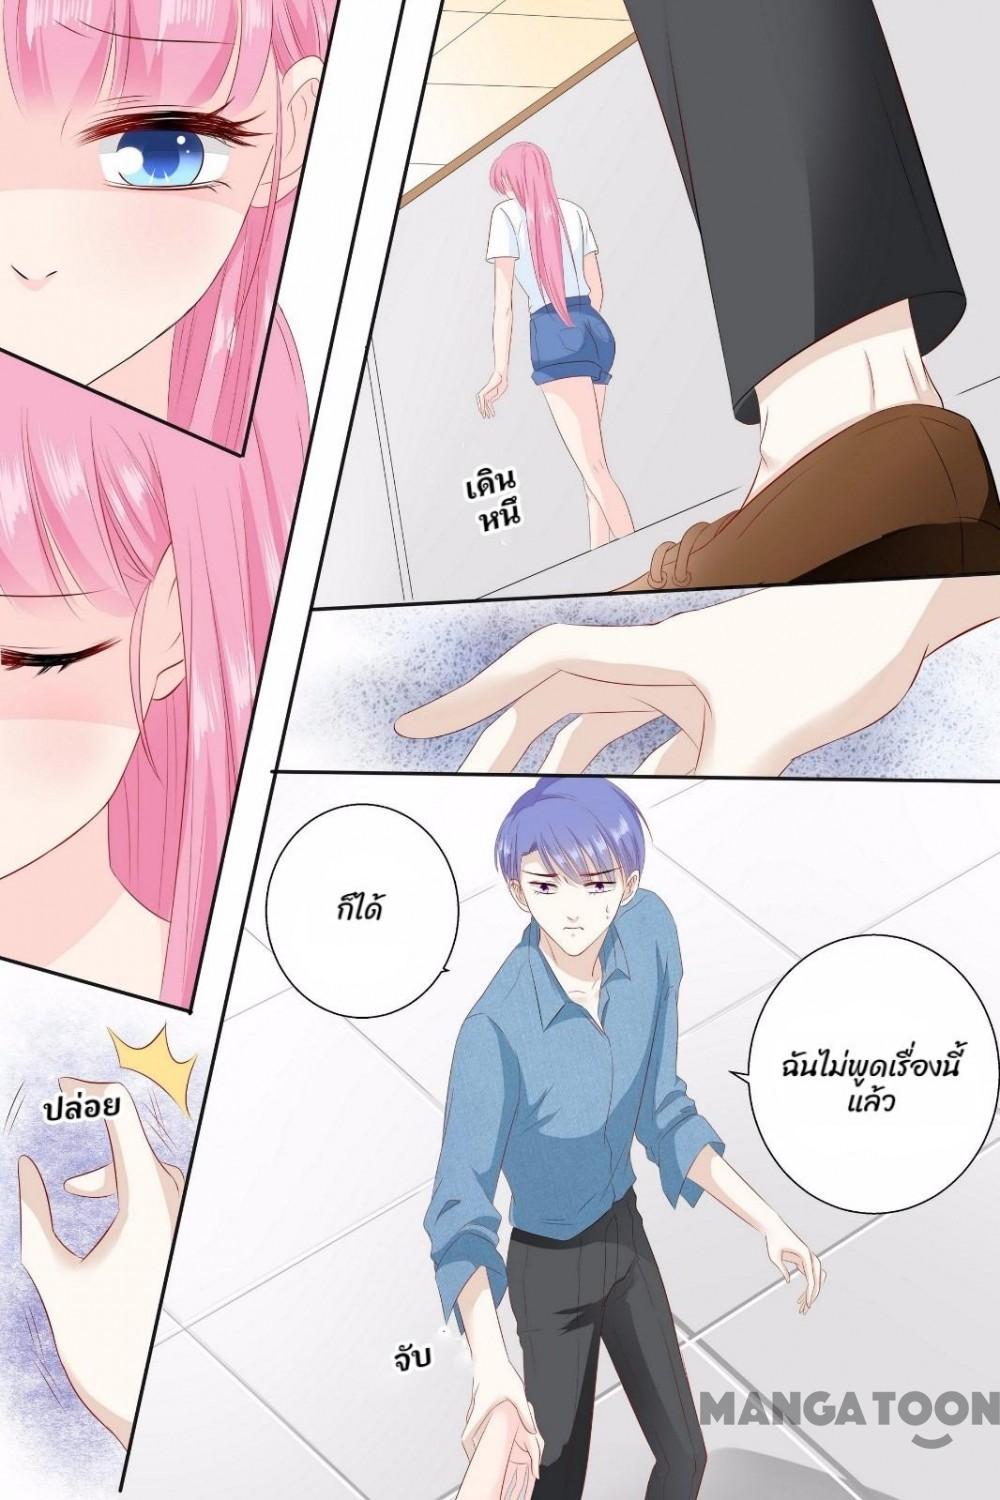 เดิน
หนี
ก็ได้
ฉันไม่พูดเรื่องนี้
แล้ว
ปล่อย
จับ
MANGATOON